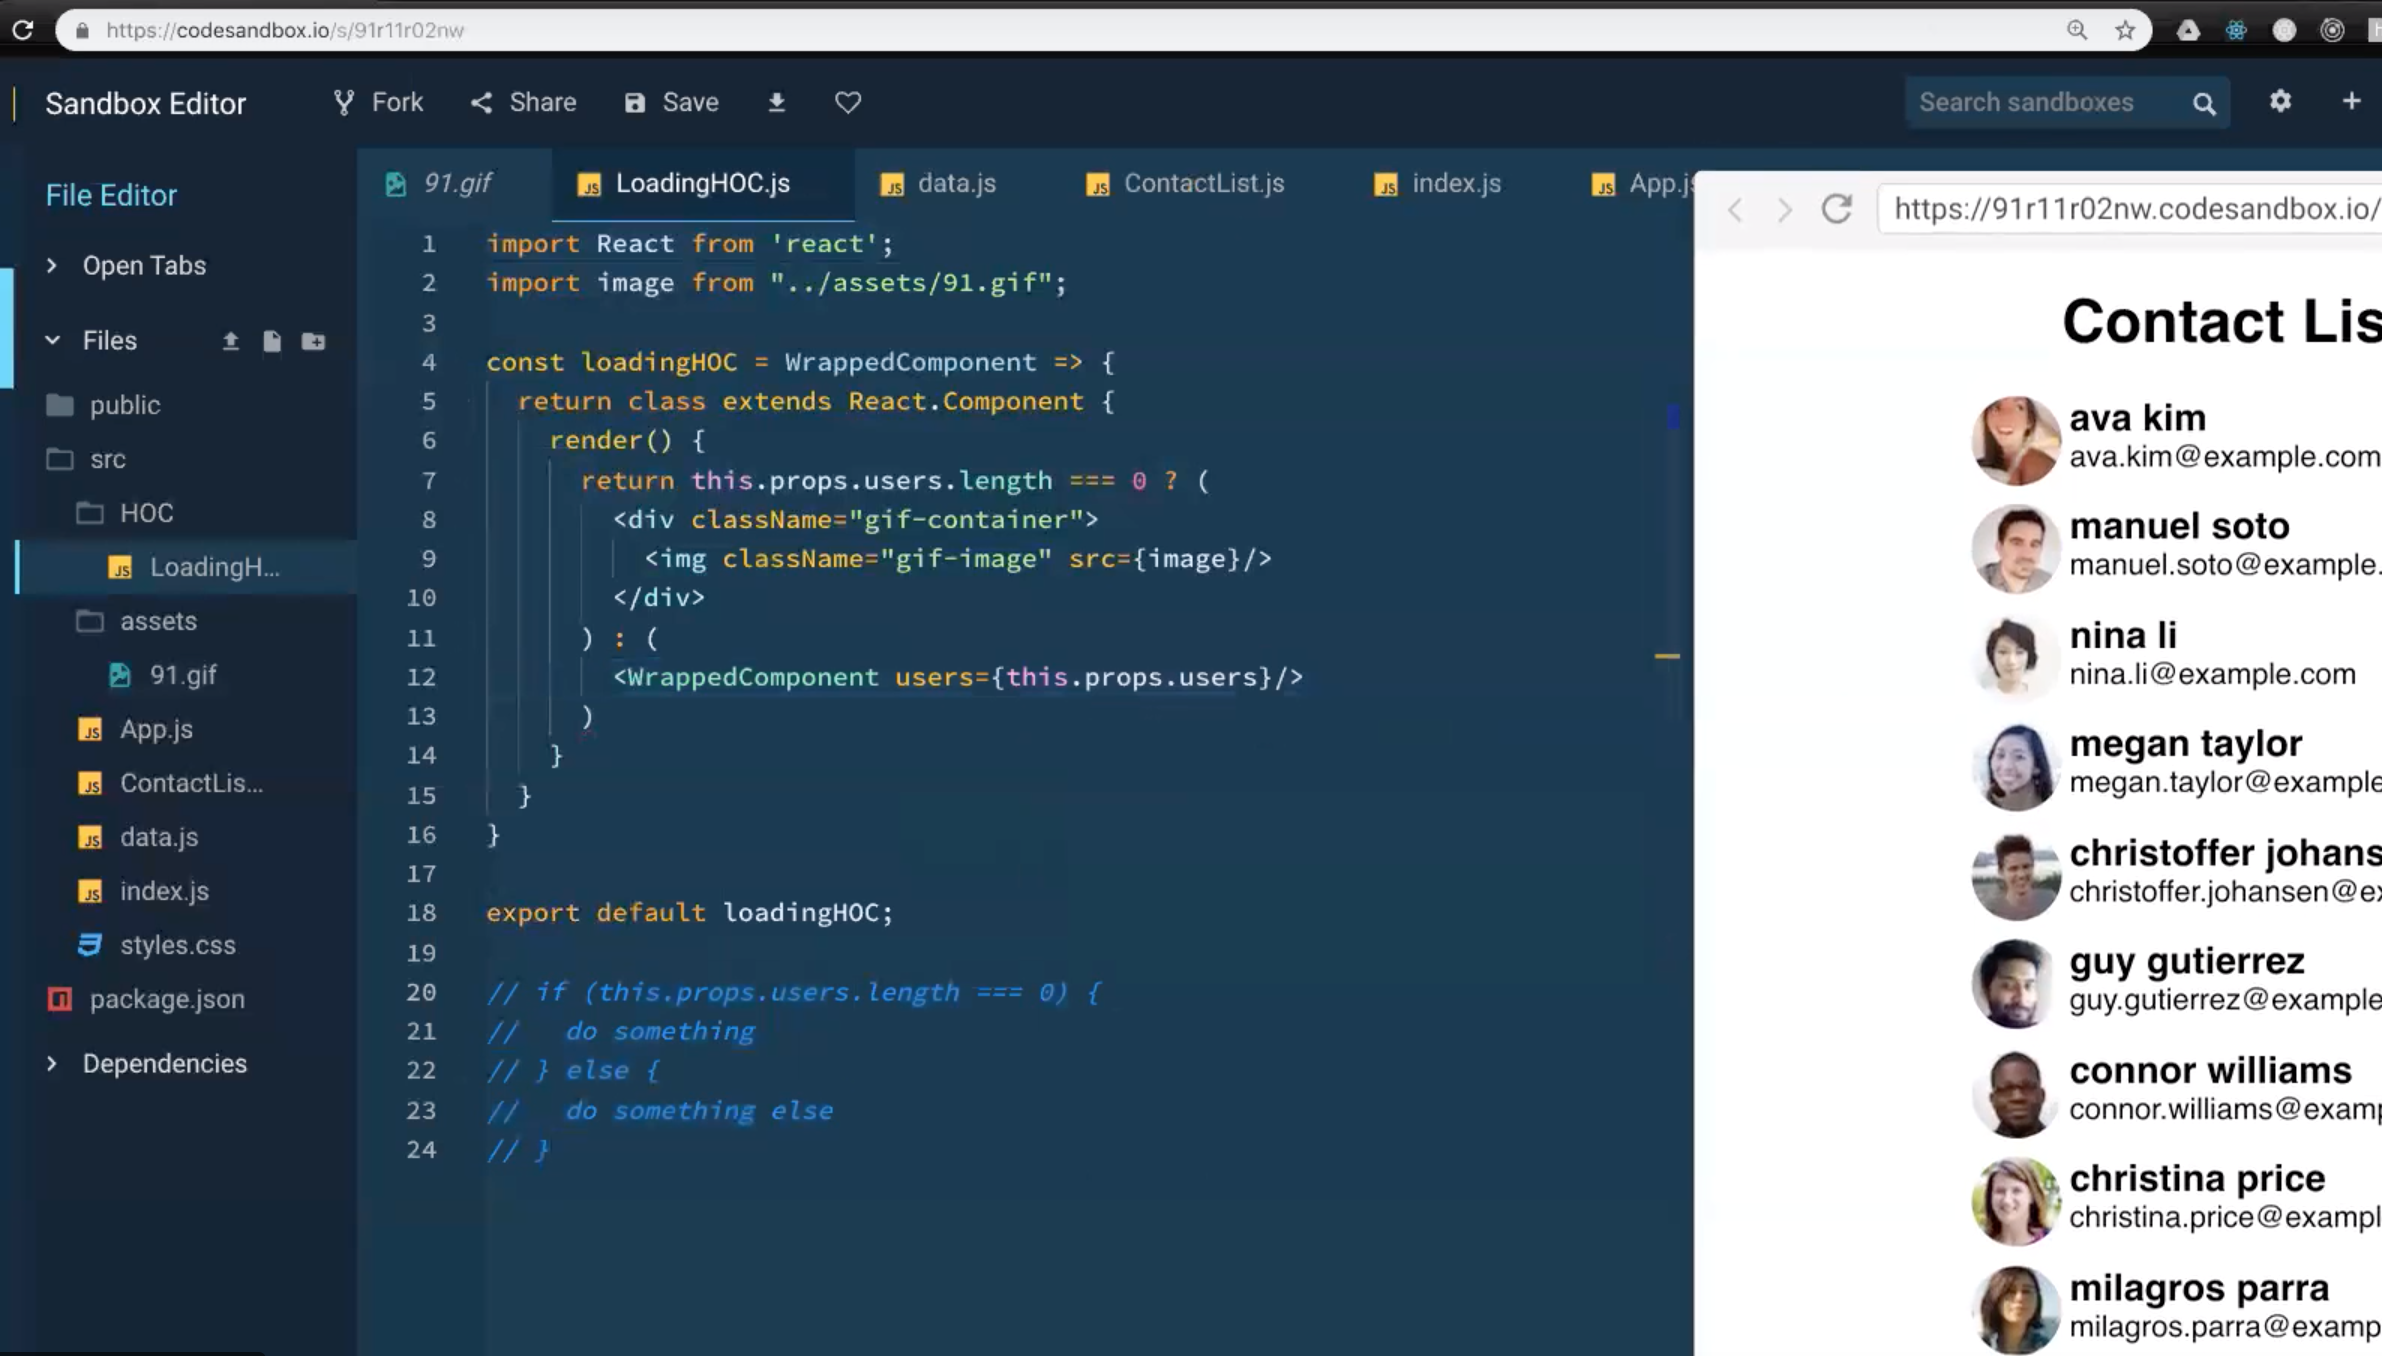 https://codesandbox.io/s/91r11r02nw
Sandbox Editor
Fork
Share
Save
Search sandboxes
File Editor
Open Tabs
Files
public
src
HOC
LoadingH...
assets
91.gif
App.js
ContactLis...
data.js
index.js
styles.css
package.json
Dependencies
91.gif
LoadingHOC.js
data.js
ContactList.js
index.js
App.js
1 import React from 'react';
2 import image from "../assets/91.gif";
3
4 const loadingHOC = WrappedComponent => {
5 return class extends React.Component {
6 render() {
7 return this.props.users.length === 0 ? (
8 <div className="gif-container">
9 <img className="gif-image" src={image}/>
10 </div>
11 ) : (
12 <WrappedComponent users={this.props.users}/>
13 )
14 }
15 }
16 }
17
18 export default loadingHOC;
19
20 // if (this.props.users.length === 0) {
21 // do something
22 // } else {
23 // do something else
24 // }
https://91r11r02nw.codesandbox.io/
Contact Lis
ava kim
ava.kim@example.com
manuel soto
manuel.soto@example.
nina li
nina.li@example.com
megan taylor
megan.taylor@example
christoffer johans
christoffer.johansen@ex
guy gutierrez
guy.gutierrez@example
connor williams
connor.williams@examp
christina price
christina.price@exampl
milagros parra
milagros.parra@examp